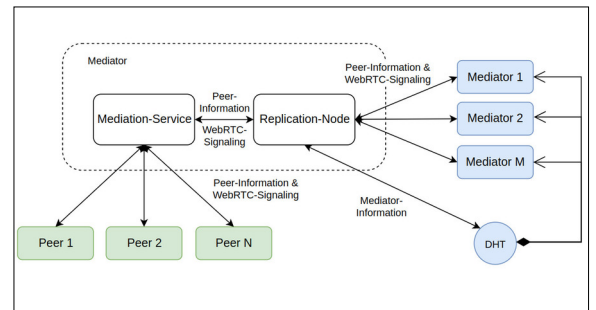 Mediator
Peer-Information &
WebRTC-Signaling
Mediator 1
Peer-
Information
Mediation-Service
Replication-Node
WebRTC-
Signaling
Mediator 2
Mediator M
Peer-Information &
WebRTC-Signaling
Mediator-
Information
Peer 1
Peer 2
Peer N
DHT